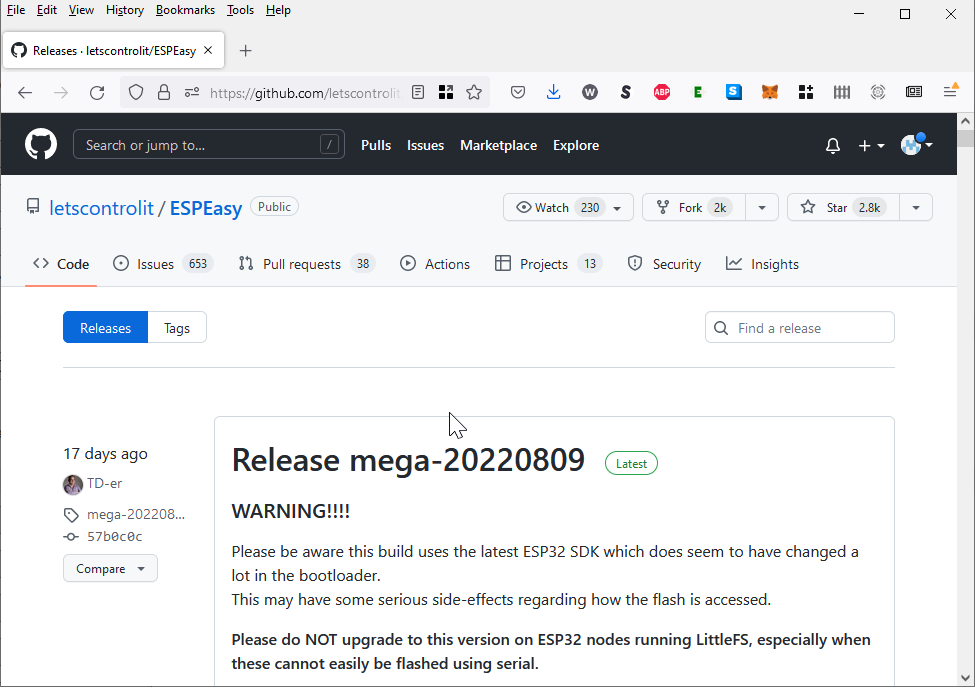 File Edit View History Bookmarks Tools Help
Releases · letscontrolit/ESPEasy
https://github.com/letscontrolit
W S ABP E S
Search or jump to... / Pulls Issues Marketplace Explore
letscontrolit / ESPEasy Public Watch 230 Fork 2k Star 2.8k
Code Issues 653 Pull requests 38 Actions Projects 13 Security Insights
Releases Tags Find a release
17 days ago
TD-er
mega-202208...
57b0c0c
Compare
Release mega-20220809 Latest
WARNING!!!!
Please be aware this build uses the latest ESP32 SDK which does seem to have changed a
lot in the bootloader.
This may have some serious side-effects regarding how the flash is accessed.
Please do NOT upgrade to this version on ESP32 nodes running LittleFS, especially when
these cannot easily be flashed using serial.